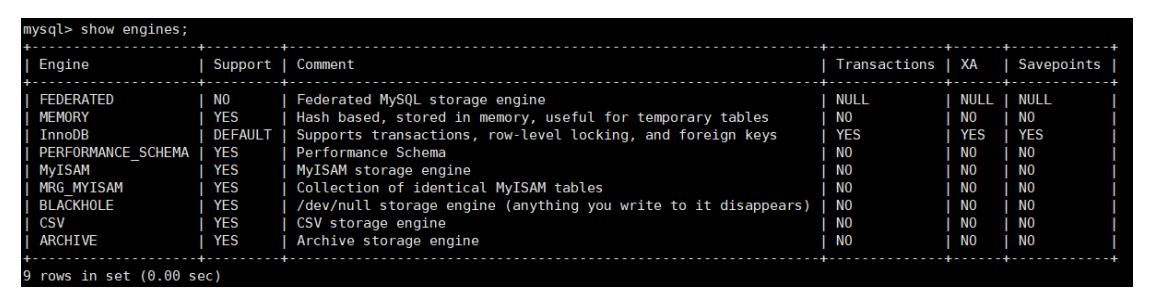 mysql> show engines;
+--------------------+---------+----------------------------------------------------------------+--------------+------+------------+
| Engine             | Support | Comment                                                        | Transactions | XA   | Savepoints |
+--------------------+---------+----------------------------------------------------------------+--------------+------+------------+
| FEDERATED          | NO      | Federated MySQL storage engine                                 | NULL         | NULL | NULL       |
| MEMORY             | YES     | Hash based, stored in memory, useful for temporary tables      | NO           | NO   | NO         |
| InnoDB             | DEFAULT | Supports transactions, row-level locking, and foreign keys     | YES          | YES  | YES        |
| PERFORMANCE_SCHEMA | YES     | Performance Schema                                             | NO           | NO   | NO         |
| MyISAM             | YES     | MyISAM storage engine                                          | NO           | NO   | NO         |
| MRG_MYISAM         | YES     | Collection of identical MyISAM tables                          | NO           | NO   | NO         |
| BLACKHOLE          | YES     | /dev/null storage engine (anything you write to it disappears) | NO           | NO   | NO         |
| CSV                | YES     | CSV storage engine                                             | NO           | NO   | NO         |
| ARCHIVE            | YES     | Archive storage engine                                         | NO           | NO   | NO         |
+--------------------+---------+----------------------------------------------------------------+--------------+------+------------+
9 rows in set (0.00 sec)